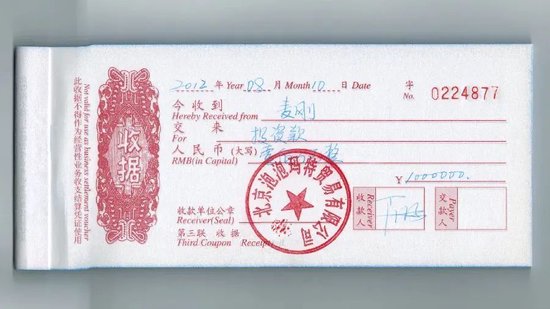 2012 年 Year 08 月 Month 10 日 Date
字
No. 0224877
今收到
Hereby Received from 麦刚
交来
For 投资款
人民币(大写)
RMB(in Capital)
¥ 1000000.
收款单位公章
Receiver(Seal)
第三联 收据
Third Coupon Receipt
收款人 Receiver
交款人 Payer
收据
北京泡泡玛特贸易有限公司
Not valid for use as business settlement voucher
此收据不得作为经营性业务收支结算凭证使用